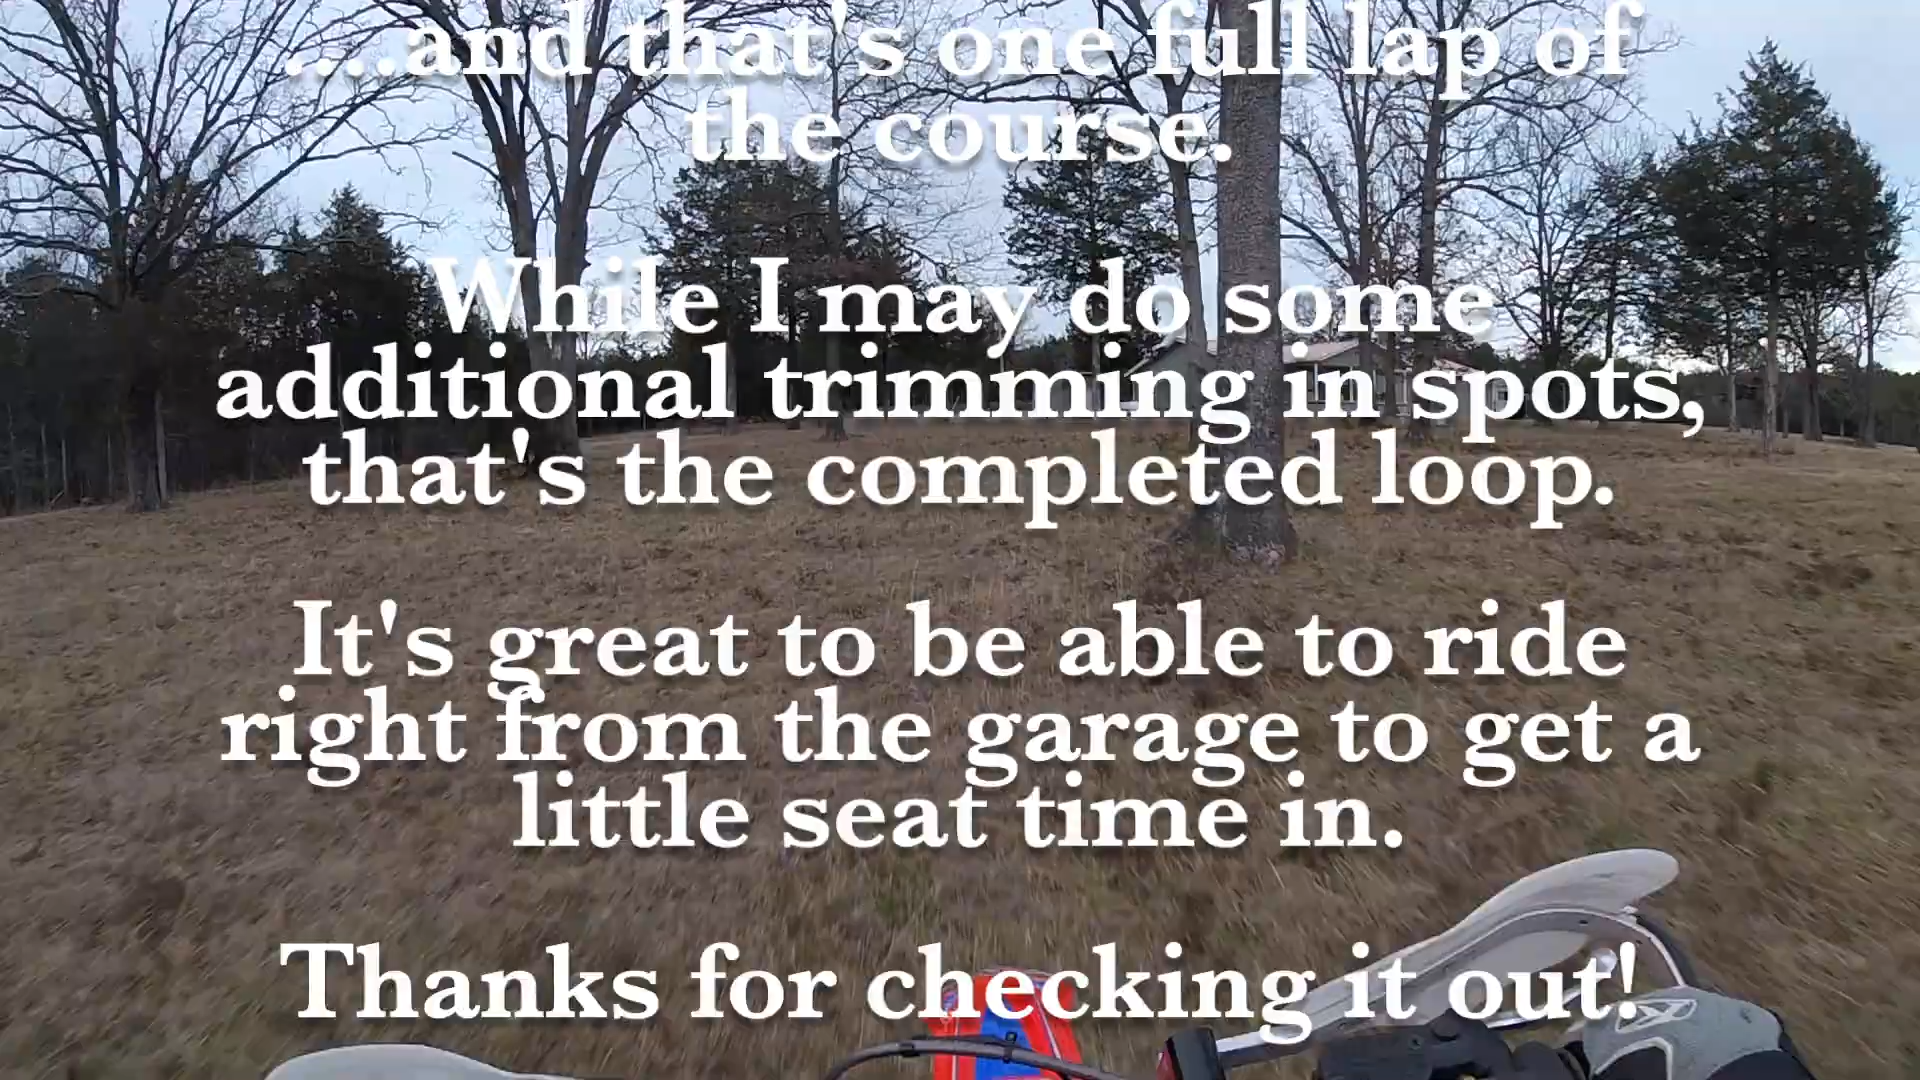 ....and that's one full lap of
the course.
While I may do some
additional trimming in spots,
that's the completed loop.
It's great to be able to ride
right from the garage to get a
little seat time in.
Thanks for checking it out!